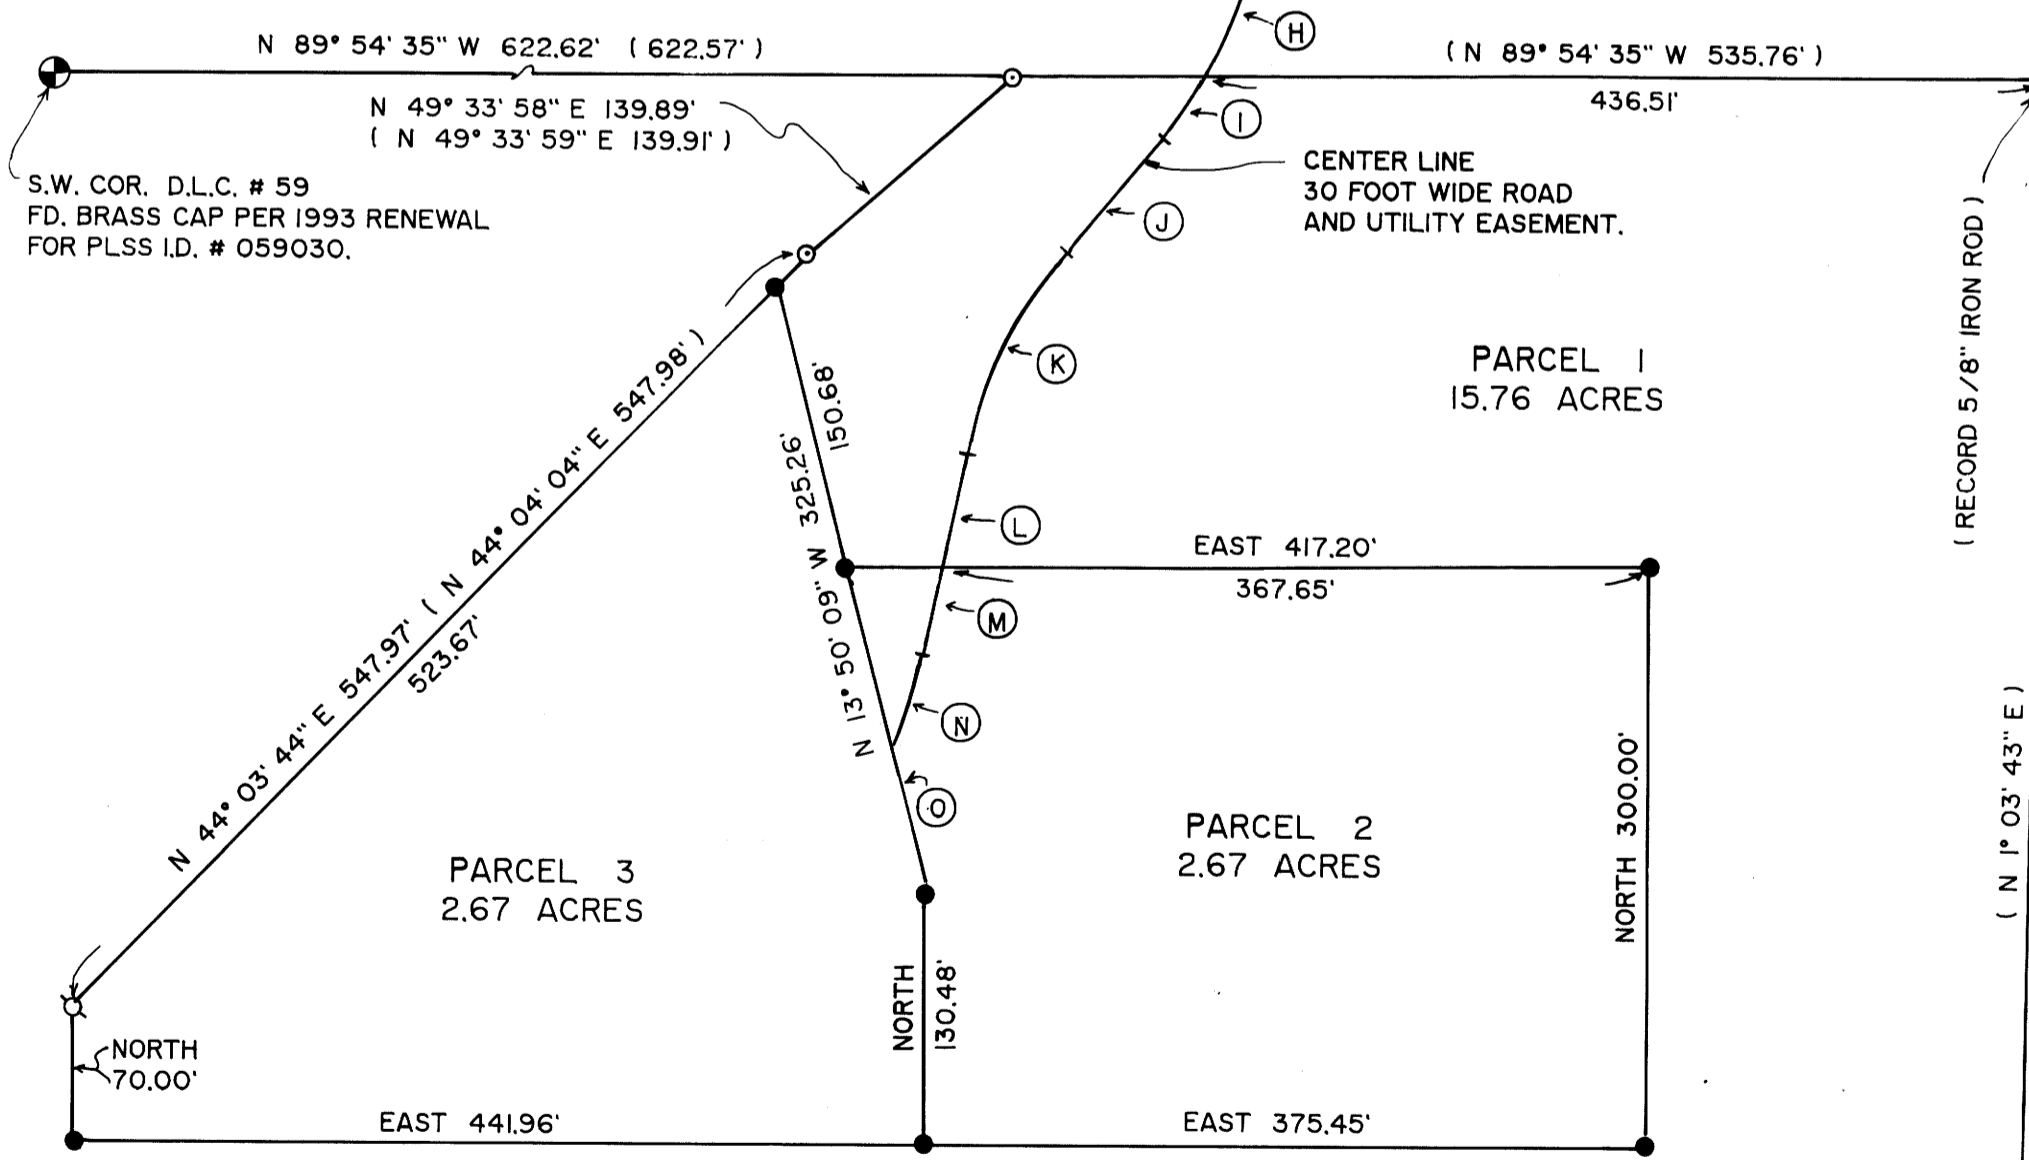 H
N 89° 54' 35" W 622.62' ( 622.57' )
( N 89° 54' 35" W 535.76' )
436.51'
N 49° 33' 58" E 139.89'
( N 49° 33' 59" E 139.91' )
I
CENTER LINE
30 FOOT WIDE ROAD
AND UTILITY EASEMENT.
S.W. COR. D.L.C. # 59
FD. BRASS CAP PER 1993 RENEWAL
FOR PLSS I.D. # 059030.
J
( RECORD 5/8" IRON ROD )
K
PARCEL 1
15.76 ACRES
150.68'
N 13° 50' 09" W 325.26'
N 44° 03' 44" E 547.97' ( N 44° 04' 04" E 547.98' )
523.67'
L
EAST 417.20'
367.65'
M
N
O
NORTH 300.00'
( N 1° 03' 43" E )
PARCEL 2
2.67 ACRES
PARCEL 3
2.67 ACRES
NORTH
130.48'
NORTH
70.00'
EAST 441.96'
EAST 375.45'